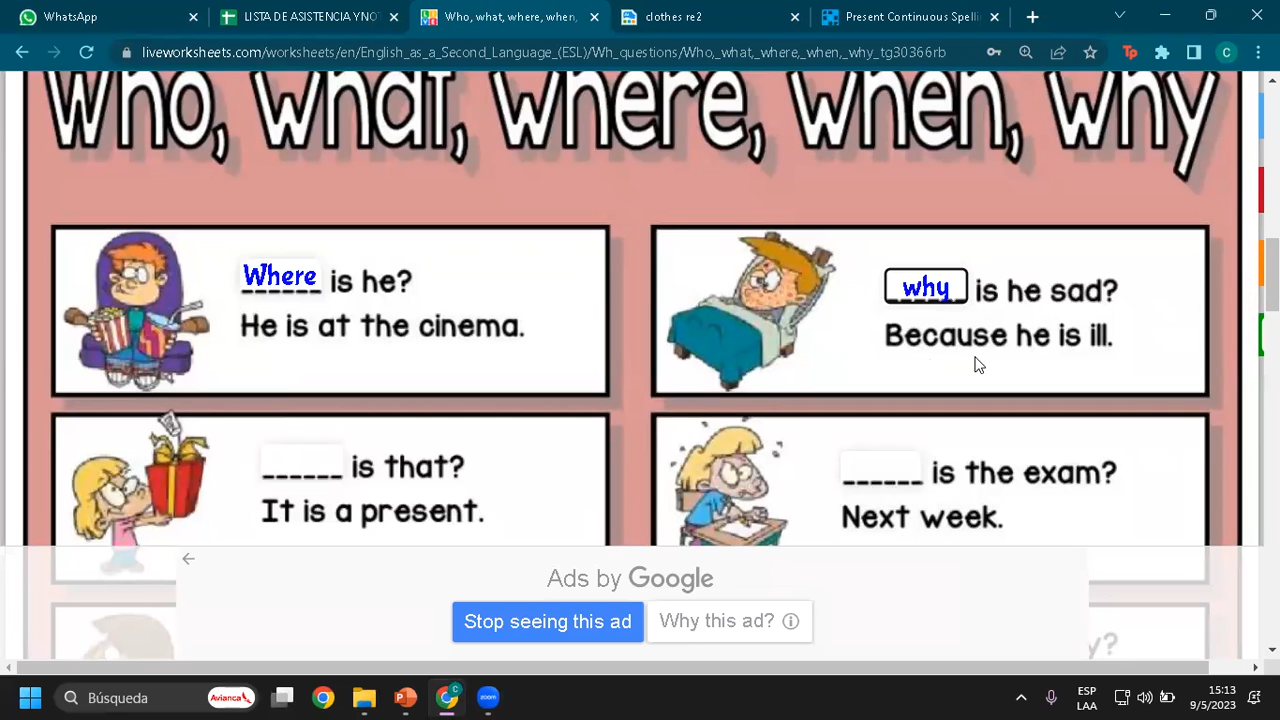 WhatsApp
LISTA DE ASISTENCIA YNOT
Who, what, where, when,
clothes re2
Present Continuous Spelli
liveworksheets.com/worksheets/en/English_as_a_Second_Language_(ESL)/Wh_questions/Who,_what,_where,_when,_why_tg30366rb
C
Who, what, where, when, why
Where is he?
He is at the cinema.
why is he sad?
Because he is ill.
______ is that?
It is a present.
______ is the exam?
Next week.
Ads by Google
Stop seeing this ad
Why this ad?
y?
Búsqueda
Avianca
zoom
ESP
LAA
15:13
9/5/2023